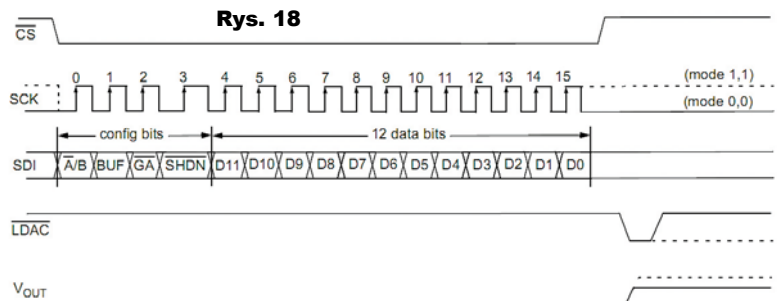 Rys. 18
CS
0 1 2 3 4 5 6 7 8 9 10 11 12 13 14 15
(mode 1,1)
SCK
(mode 0,0)
config bits
12 data bits
SDI
A/B BUF GA SHDN D11 D10 D9 D8 D7 D6 D5 D4 D3 D2 D1 D0
LDAC
VOUT